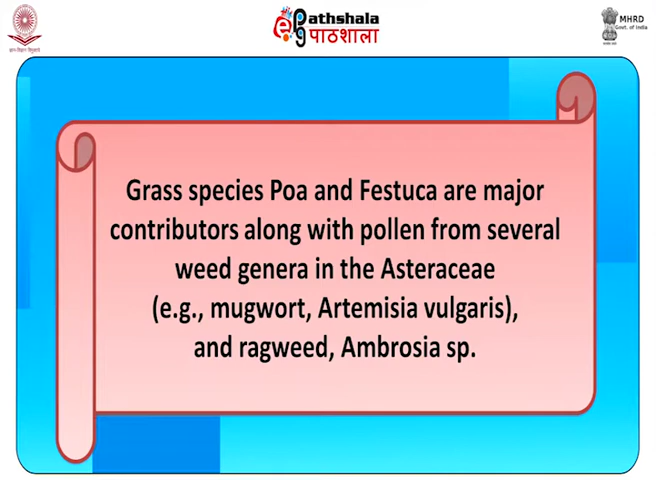 ePathshala
पाठशाला
MHRD
Govt. of India
Grass species Poa and Festuca are major
contributors along with pollen from several
weed genera in the Asteraceae
(e.g., mugwort, Artemisia vulgaris),
and ragweed, Ambrosia sp.